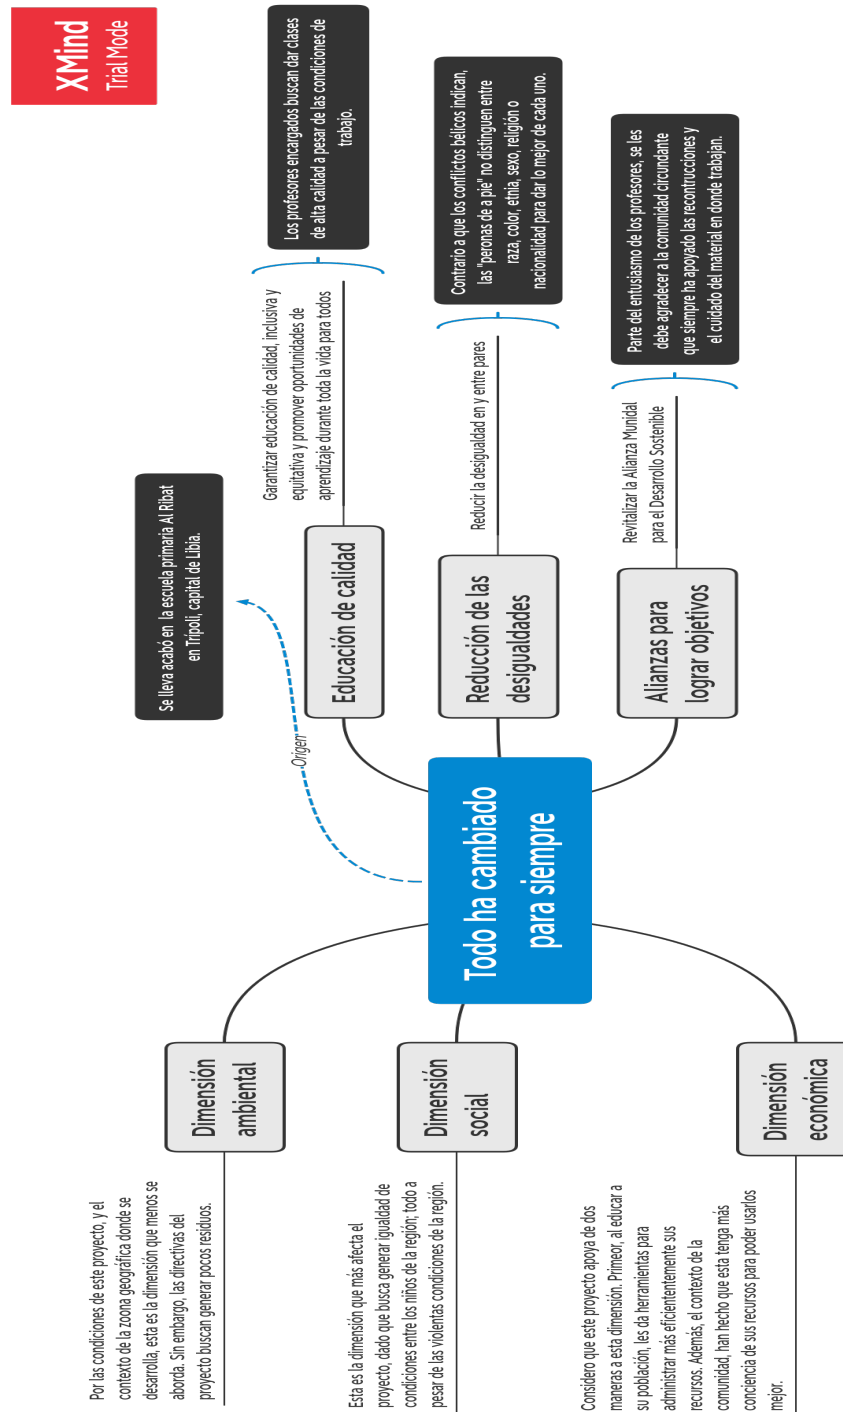 XMind
Trial Mode
Todo ha cambiado
para siempre
Origen
Se lleva acabó en la escuela primaria Al Ribat
en Trípoli, capital de Libia.
Educación de calidad
Garantizar educación de calidad, inclusiva y
equitativa y promover oportunidades de
aprendizaje durante toda la vida para todos
Los profesores encargados buscan dar clases
de alta calidad a pesar de las condiciones de
trabajo.
Reducción de las
desigualdades
Reducir la desigualdad en y entre pares
Contrario a que los conflictos bélicos indican,
las "peronas de a pie" no distinguen entre
raza, color, etnia, sexo, religión o
nacionalidad para dar lo mejor de cada uno.
Alianzas para
lograr objetivos
Revitalizar la Alianza Munidal
para el Desarrollo Sostenible
Parte del entusiasmo de los profesores, se les
debe agradecer a la comunidad circundante
que siempre ha apoyado las recontrucciones y
el cuidado del material en donde trabajan.
Dimensión
ambiental
Por las condiciones de este proyecto, y el
contexto de la zoona geográfica donde se
desarrolla, esta es la dimensión que menos se
aborda. Sin embargo, las directivas del
proyecto buscan generar pocos residuos.
Dimensión
social
Esta es la dimensión que más afecta el
proyecto, dado que busca generar igualdad de
condiciones entre los niños de la región; todo a
pesar de las violentas condiciones de la región.
Dimensión
económica
Considero que este proyecto apoya de dos
maneras a esta dimensión. Primeor, al educar a
su población, les da herramientas para
administrar más eficiententemente sus
recursos. Además, el contexto de la
comunidad, han hecho que esta tenga más
conciencia de sus recursos para poder usarlos
mejor.